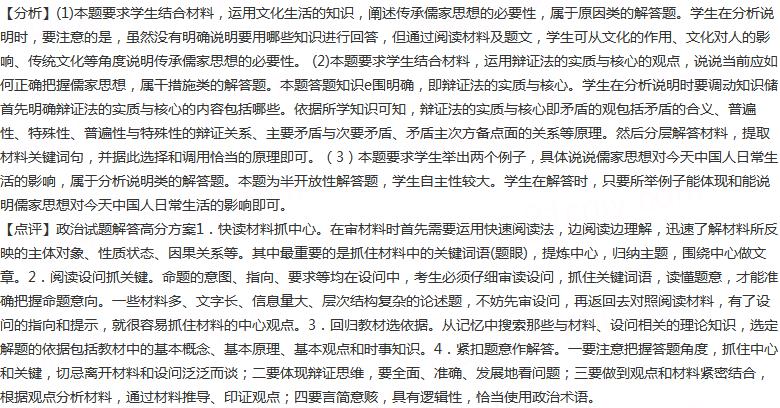 【分析】(1)本题要求学生结合材料，运用文化生活的知识，阐述传承儒家思想的必要性，属于原因类的解答题。学生在分析说
明时，要注意的是，虽然没有明确说明要用哪些知识进行回答，但通过阅读材料及题文，学生可从文化的作用、文化对人的影
响、传统文化等角度说明传承儒家思想的必要性。 (2)本题要求学生结合材料，运用辩证法的实质与核心的观点，说说当前应如
何正确把握儒家思想，属干措施类的解答题。本题答题知识e围明确，即辩证法的实质与核心。学生在分析说明时要调动知识储
首先明确辩证法的实质与核心的内容包括哪些。依据所学知识可知，辩证法的实质与核心即矛盾的观包括矛盾的合义、普遍
性、特殊性、普遍性与特殊性的辩证关系、主要矛盾与次要矛盾、矛盾主次方备点面的关系等原理。然后分层解答材料，提取
材料关键词句，并据此选择和调用恰当的原理即可。（3）本题要求学生举出两个例子，具体说说儒家思想对今天中国人日常生
活的影响，属于分析说明类的解答题。本题为半开放性解答题，学生自主性较大。学生在解答时，只要所举例子能体现和能说
明儒家思想对今天中国人日常生活的影响即可。
【点评】政治试题解答高分方案1．快读材料抓中心。在审材料时首先需要运用快速阅读法，边阅读边理解，迅速了解材料所反
映的主体对象、性质状态、因果关系等。其中最重要的是抓住材料中的关键词语(题眼)，提炼中心，归纳主题，围绕中心做文
章。2．阅读设问抓关键。命题的意图、指向、要求等均在设问中，考生必须仔细审读设问，抓住关键词语，读懂题意，才能准
确把握命题意向。一些材料多、文字长、信息量大、层次结构复杂的论述题，不妨先审设问，再返回去对照阅读材料，有了设
问的指向和提示，就很容易抓住材料的中心观点。3．回归教材选依据。从记忆中搜索那些与材料、设问相关的理论知识，选定
解题的依据包括教材中的基本概念、基本原理、基本观点和时事知识。4．紧扣题意作解答。一要注意把握答题角度，抓住中心
和关键，切忌离开材料和设问泛泛而谈；二要体现辩证思维，要全面、准确、发展地看问题；三要做到观点和材料紧密结合，
根据观点分析材料，通过材料推导、印证观点；四要言简意赅，具有逻辑性，恰当使用政治术语。